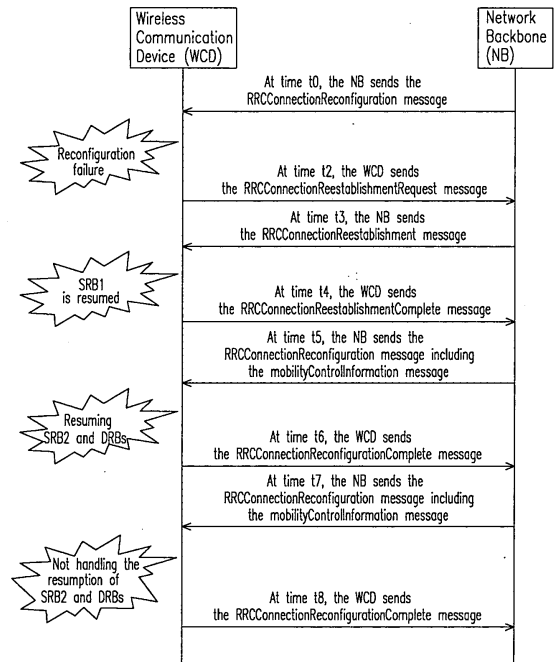 Wireless
Communication
Device (WCD)
Network
Backbone
(NB)
At time t0, the NB sends the
RRCConnectionReconfiguration message
Reconfiguration
failure
At time t2, the WCD sends
the RRCConnectionReestablishmentRequest message
At time t3, the NB sends
the RRCConnectionReestablishment message
SRB1
is resumed
At time t4, the WCD sends
the RRCConnectionReestablishmentComplete message
At time t5, the NB sends the
RRCConnectionReconfiguration message including
the mobilityControlInformation message
Resuming
SRB2 and DRBs
At time t6, the WCD sends
the RRCConnectionReconfigurationComplete message
At time t7, the NB sends the
RRCConnectionReconfiguration message including
the mobilityControlInformation message
Not handling the
resumption of
SRB2 and DRBs
At time t8, the WCD sends
the RRCConnectionReconfigurationComplete message